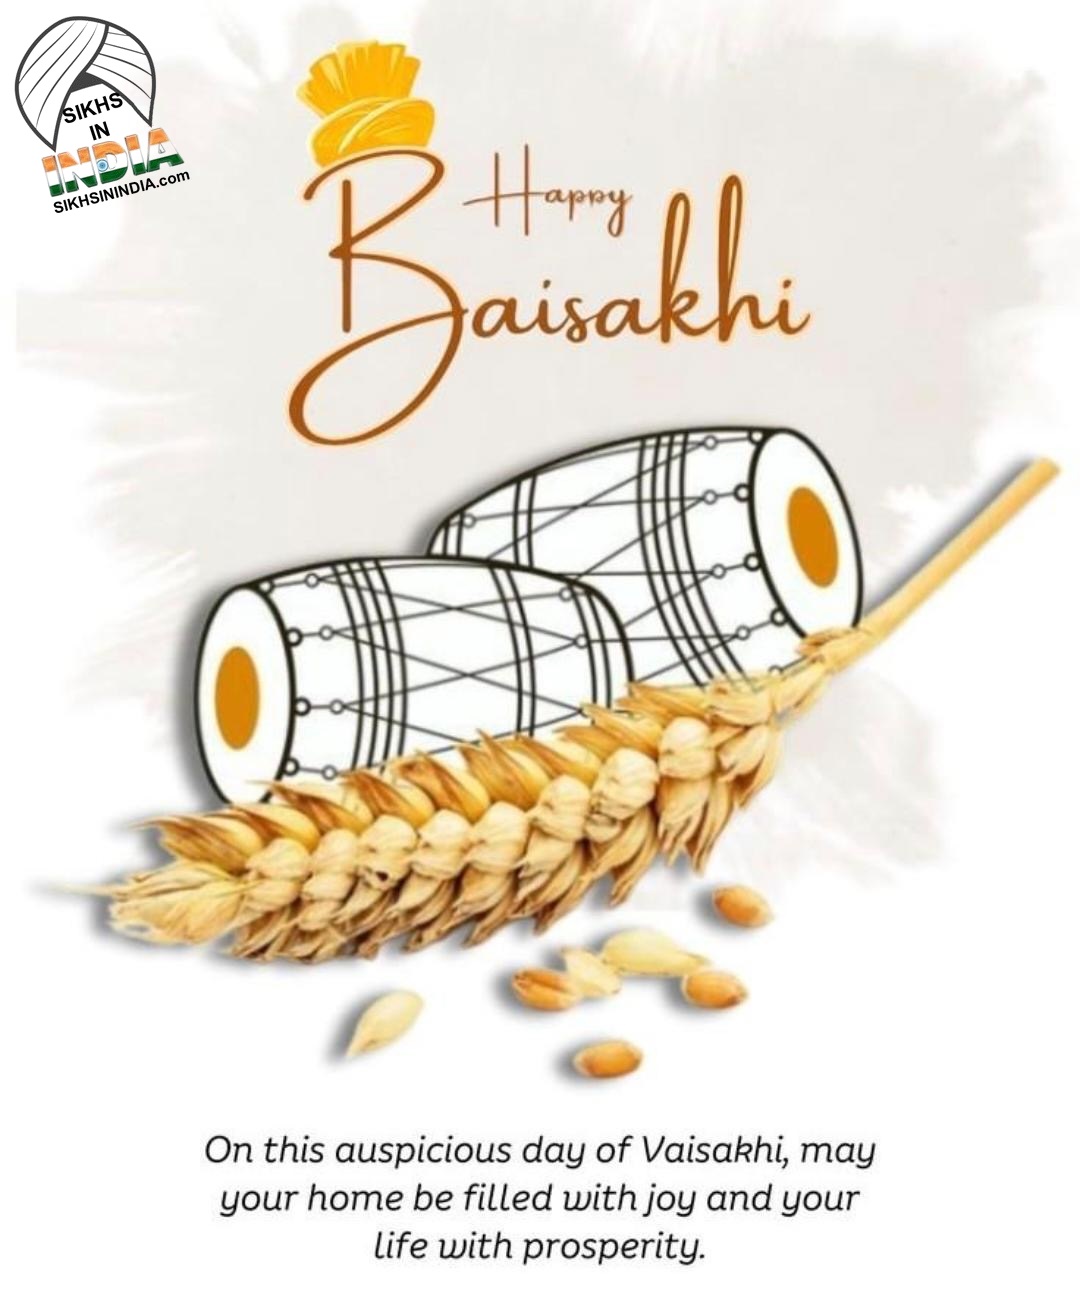 SIKHS
IN
INDIA
SIKHSININDIA.com
Happy
Baisakhi
On this auspicious day of Vaisakhi, may
your home be filled with joy and your
life with prosperity.